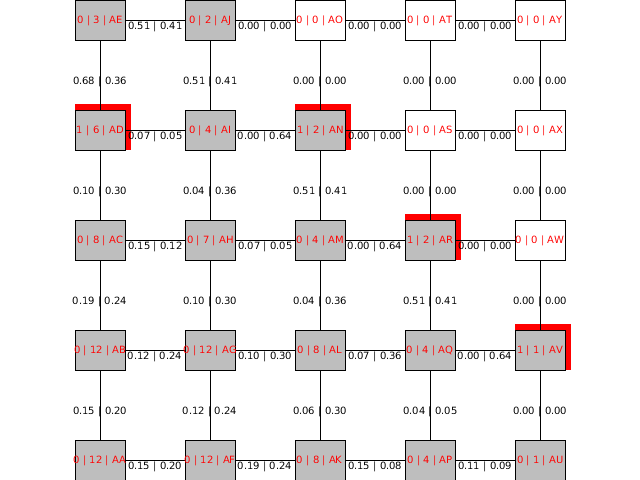 0 | 3 | AE 0.51 | 0.41 0 | 2 | AJ 0.00 | 0.00 0 | 0 | AO 0.00 | 0.00 0 | 0 | AT 0.00 | 0.00 0 | 0 | AY
0.68 | 0.36 0.51 | 0.41 0.00 | 0.00 0.00 | 0.00 0.00 | 0.00
1 | 6 | AD 0.07 | 0.05 0 | 4 | AI 0.00 | 0.64 1 | 2 | AN 0.00 | 0.00 0 | 0 | AS 0.00 | 0.00 0 | 0 | AX
0.10 | 0.30 0.04 | 0.36 0.51 | 0.41 0.00 | 0.00 0.00 | 0.00
0 | 8 | AC 0.15 | 0.12 0 | 7 | AH 0.07 | 0.05 0 | 4 | AM 0.00 | 0.64 1 | 2 | AR 0.00 | 0.00 0 | 0 | AW
0.19 | 0.24 0.10 | 0.30 0.04 | 0.36 0.51 | 0.41 0.00 | 0.00
0 | 12 | AB 0.12 | 0.24 0 | 12 | AG 0.10 | 0.30 0 | 8 | AL 0.07 | 0.36 0 | 4 | AQ 0.00 | 0.64 1 | 1 | AV
0.15 | 0.20 0.12 | 0.24 0.06 | 0.30 0.04 | 0.05 0.00 | 0.00
0 | 12 | AA 0.15 | 0.20 0 | 12 | AF 0.19 | 0.24 0 | 8 | AK 0.15 | 0.08 0 | 4 | AP 0.11 | 0.09 0 | 1 | AU